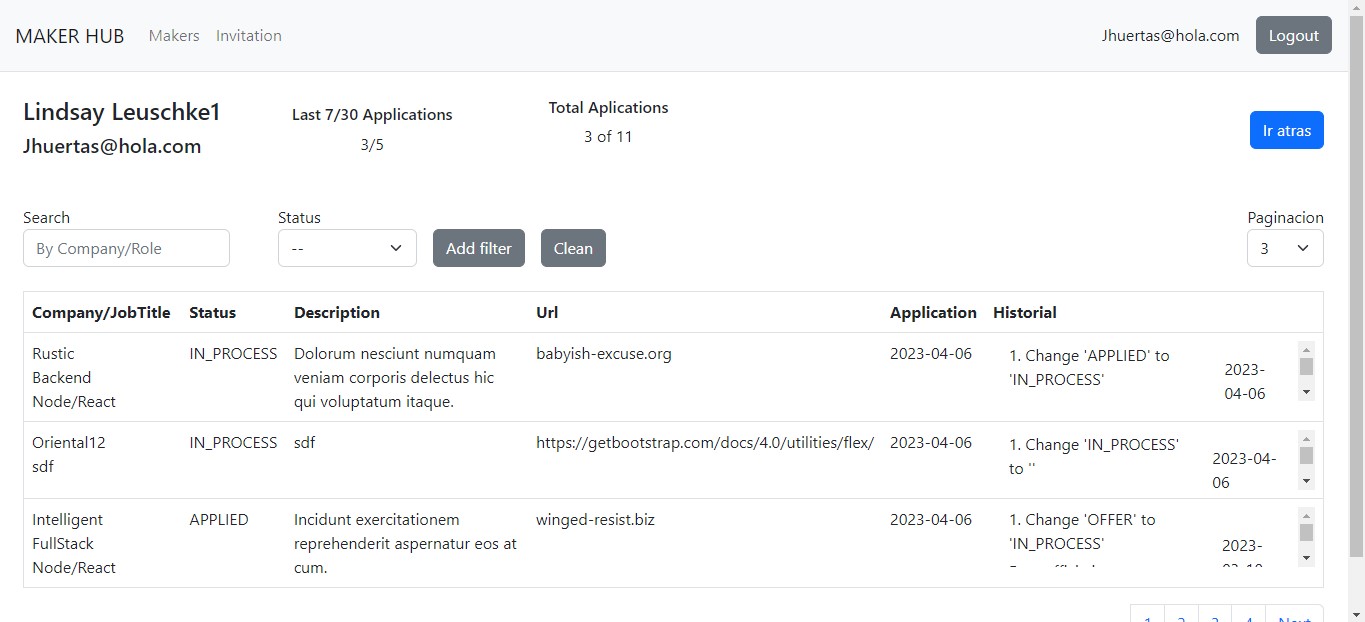 MAKER HUB Makers Invitation Jhuertas@hola.com Logout
Lindsay Leuschke1
Jhuertas@hola.com
Last 7/30 Applications
3/5
Total Aplications
3 of 11
Ir atras
Search
By Company/Role
Status
--
Add filter
Clean
Paginacion
3
Company/JobTitle Status Description Url Application Historial
Rustic
Backend
Node/React
IN_PROCESS
Dolorum nesciunt numquam
veniam corporis delectus hic
qui voluptatum itaque.
babyish-excuse.org
2023-04-06
1. Change 'APPLIED' to
'IN_PROCESS'
2023-
04-06
Oriental12
sdf
IN_PROCESS
sdf
https://getbootstrap.com/docs/4.0/utilities/flex/
2023-04-06
1. Change 'IN_PROCESS'
to ''
2023-04-
06
Intelligent
FullStack
Node/React
APPLIED
Incidunt exercitationem
reprehenderit aspernatur eos at
cum.
winged-resist.biz
2023-04-06
1. Change 'OFFER' to
'IN_PROCESS'
2023-
1 2 3 4 Next